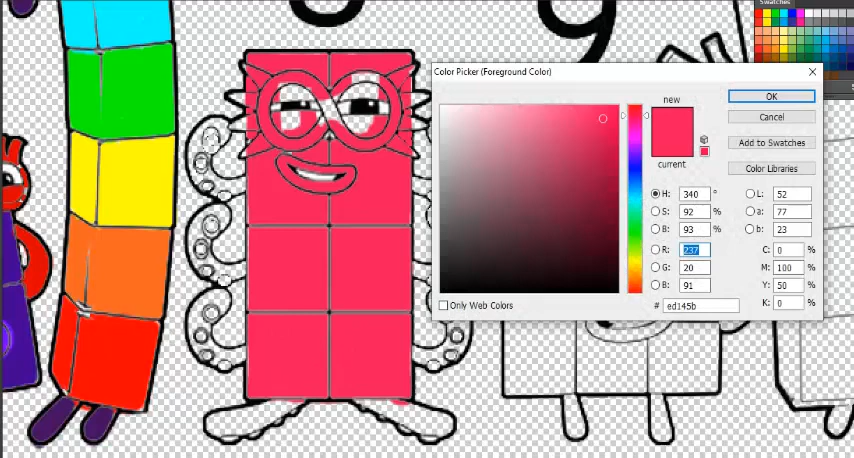 Swatches
Color Picker (Foreground Color)
new
current
OK
Cancel
Add to Swatches
Color Libraries
H: 340 °
S: 92 %
B: 93 %
R: 237
G: 20
B: 91
L: 52
a: 77
b: 23
C: 0 %
M: 100 %
Y: 50 %
K: 0 %
Only Web Colors
# ed145b